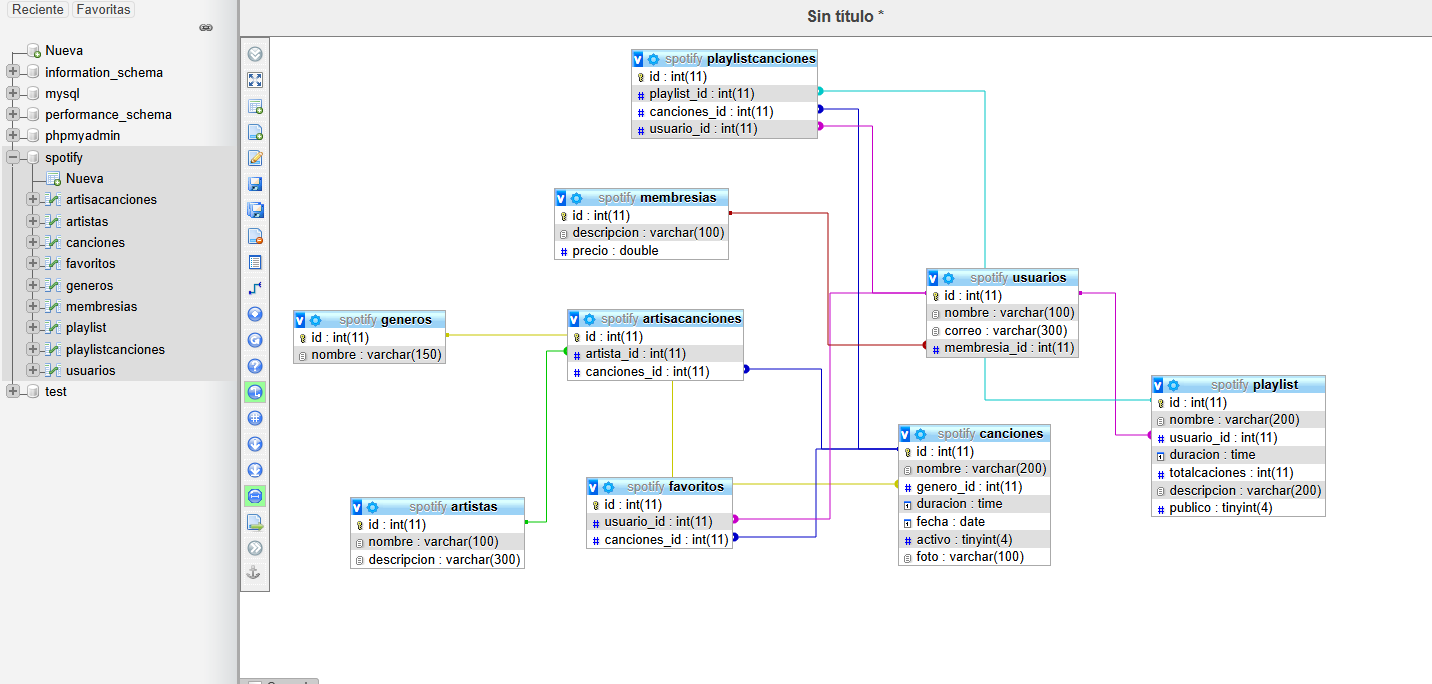 Reciente Favoritas
Nueva
information_schema
mysql
performance_schema
phpmyadmin
spotify
Nueva
artisacanciones
artistas
canciones
favoritos
generos
membresias
playlist
playlistcanciones
usuarios
test
Sin título *
spotify playlistcanciones
id : int(11)
playlist_id : int(11)
canciones_id : int(11)
usuario_id : int(11)
spotify membresias
id : int(11)
descripcion : varchar(100)
precio : double
spotify usuarios
id : int(11)
nombre : varchar(100)
correo : varchar(300)
membresia_id : int(11)
spotify generos
id : int(11)
nombre : varchar(150)
spotify artisacanciones
id : int(11)
artista_id : int(11)
canciones_id : int(11)
spotify playlist
id : int(11)
nombre : varchar(200)
usuario_id : int(11)
duracion : time
totalcaciones : int(11)
descripcion : varchar(200)
publico : tinyint(4)
spotify canciones
id : int(11)
nombre : varchar(200)
genero_id : int(11)
duracion : time
fecha : date
activo : tinyint(4)
foto : varchar(100)
spotify favoritos
id : int(11)
usuario_id : int(11)
canciones_id : int(11)
spotify artistas
id : int(11)
nombre : varchar(100)
descripcion : varchar(300)